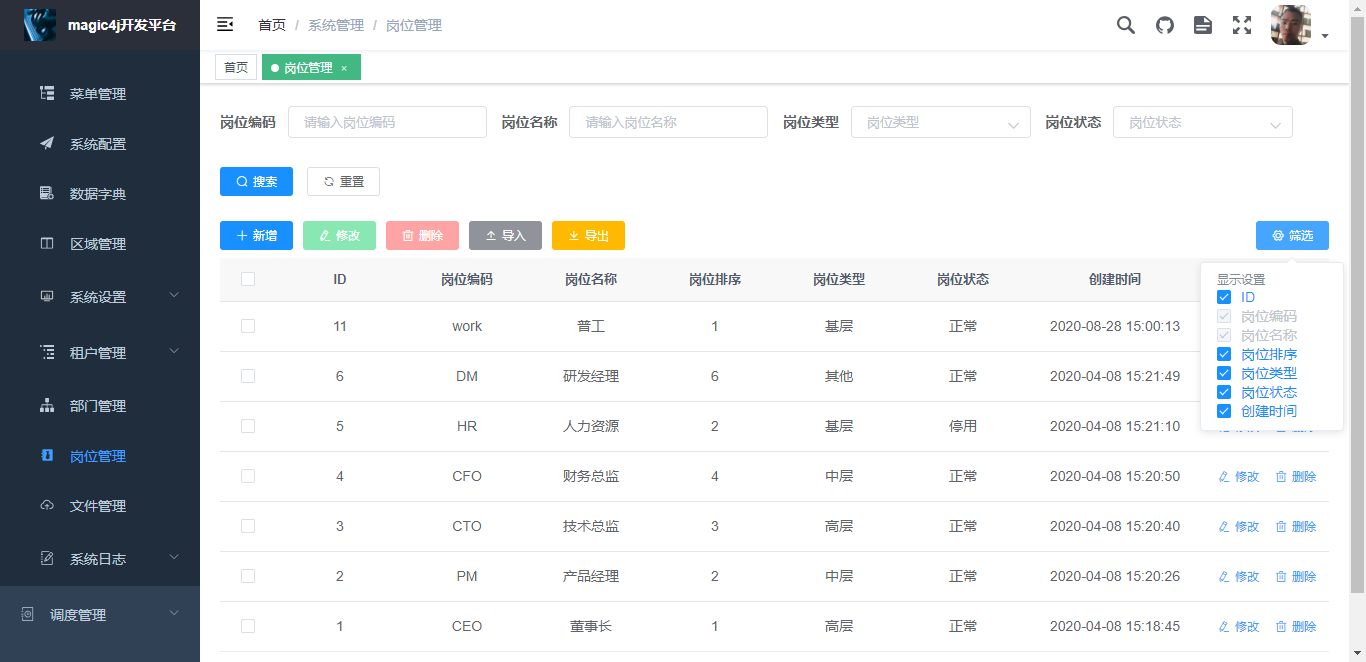 magic4j开发平台
首页 / 系统管理 / 岗位管理
首页 岗位管理 ×
菜单管理
系统配置
数据字典
区域管理
系统设置
租户管理
部门管理
岗位管理
文件管理
系统日志
调度管理
岗位编码 请输入岗位编码 岗位名称 请输入岗位名称 岗位类型 岗位类型 岗位状态 岗位状态
搜索 重置
新增 修改 删除 导入 导出 筛选
ID 岗位编码 岗位名称 岗位排序 岗位类型 岗位状态 创建时间
11 work 普工 1 基层 正常 2020-08-28 15:00:13
6 DM 研发经理 6 其他 正常 2020-04-08 15:21:49
5 HR 人力资源 2 基层 停用 2020-04-08 15:21:10
4 CFO 财务总监 4 中层 正常 2020-04-08 15:20:50 修改 删除
3 CTO 技术总监 3 高层 正常 2020-04-08 15:20:40 修改 删除
2 PM 产品经理 2 中层 正常 2020-04-08 15:20:26 修改 删除
1 CEO 董事长 1 高层 正常 2020-04-08 15:18:45 修改 删除
显示设置
ID
岗位编码
岗位名称
岗位排序
岗位类型
岗位状态
创建时间